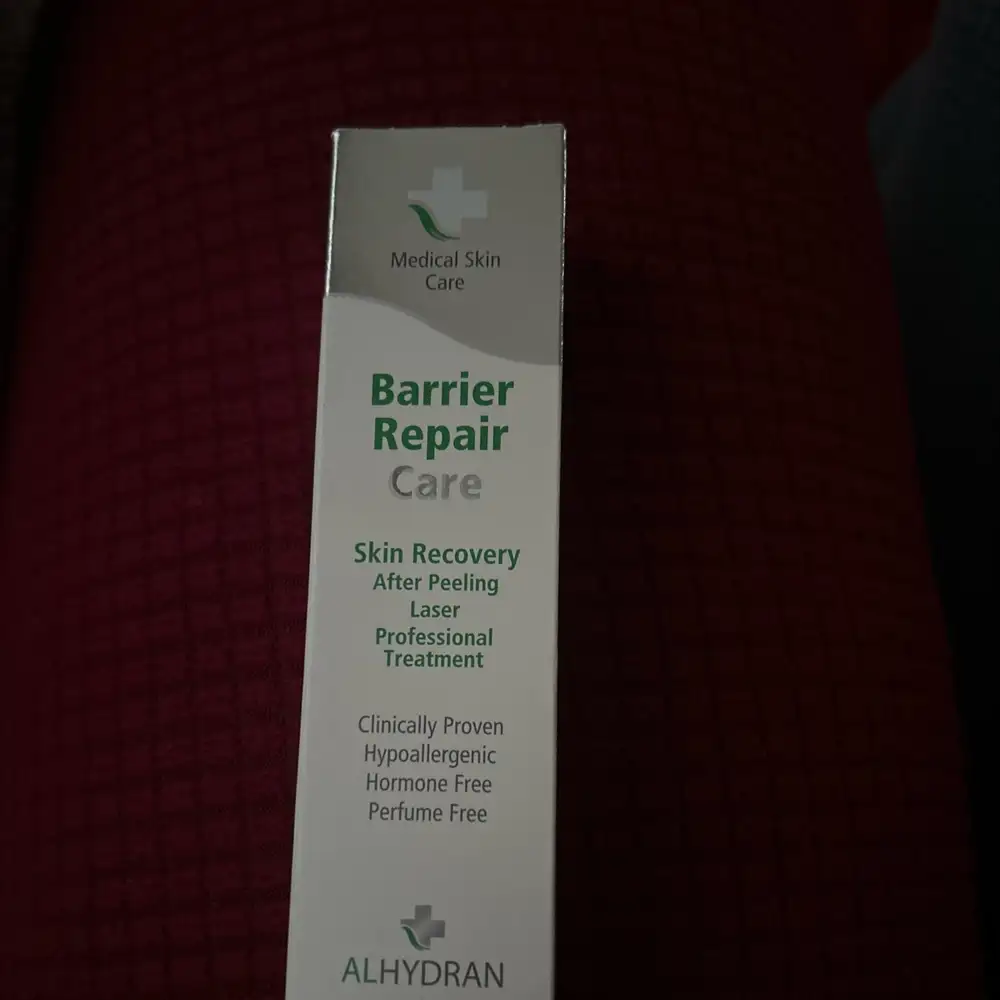 Medical Skin
Care
Barrier
Repair
Care
Skin Recovery
After Peeling
Laser
Professional
Treatment
Clinically Proven
Hypoallergenic
Hormone Free
Perfume Free
ALHYDRAN